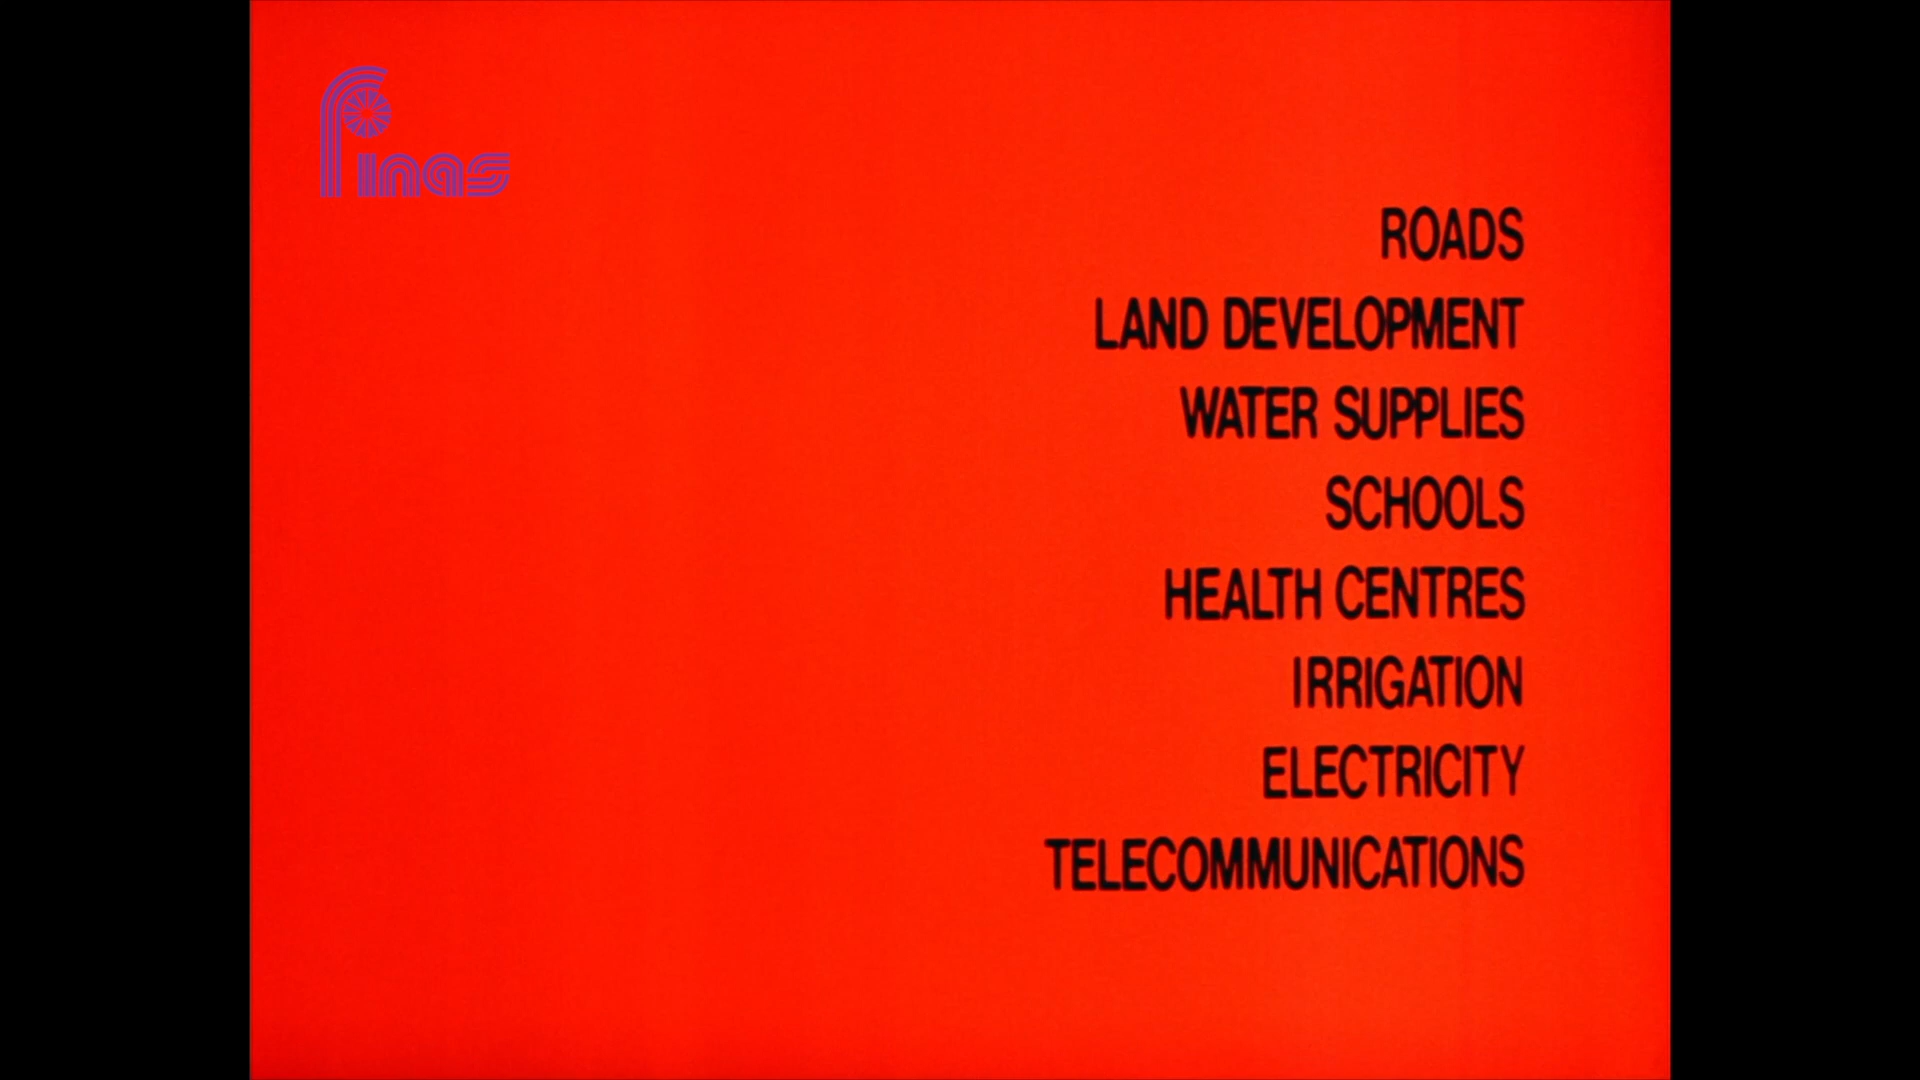 Finas
ROADS
LAND DEVELOPMENT
WATER SUPPLIES
SCHOOLS
HEALTH CENTRES
IRRIGATION
ELECTRICITY
TELECOMMUNICATIONS